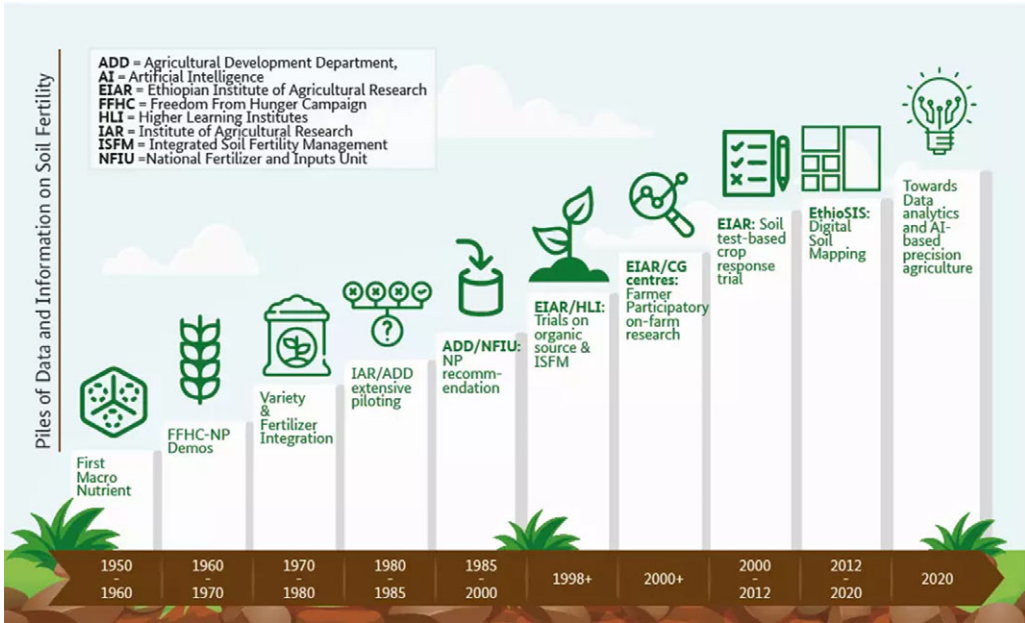 Piles of Data and Information on Soil Fertility
ADD = Agricultural Development Department,
AI = Artificial Intelligence
EIAR = Ethiopian Institute of Agricultural Research
FFHC = Freedom From Hunger Campaign
HLI = Higher Learning Institutes
IAR = Institute of Agricultural Research
ISFM = Integrated Soil Fertility Management
NFIU =National Fertilizer and Inputs Unit
First
Macro
Nutrient
FFHC-NP
Demos
Variety
&
Fertilizer
Integration
IAR/ADD
extensive
piloting
ADD/NFIU:
NP
recomm-
endation
EIAR/HLI:
Trials on
organic
source &
ISFM
EIAR/CG
centres:
Farmer
Participatory
on-farm
research
EIAR: Soil
test-based
crop
response
trial
EthioSIS:
Digital
Soil
Mapping
Towards
Data
analytics
and AI-
based
precision
agriculture
1950
-
1960
1960
-
1970
1970
-
1980
1980
-
1985
1985
-
2000
1998+
2000+
2000
-
2012
2012
-
2020
2020